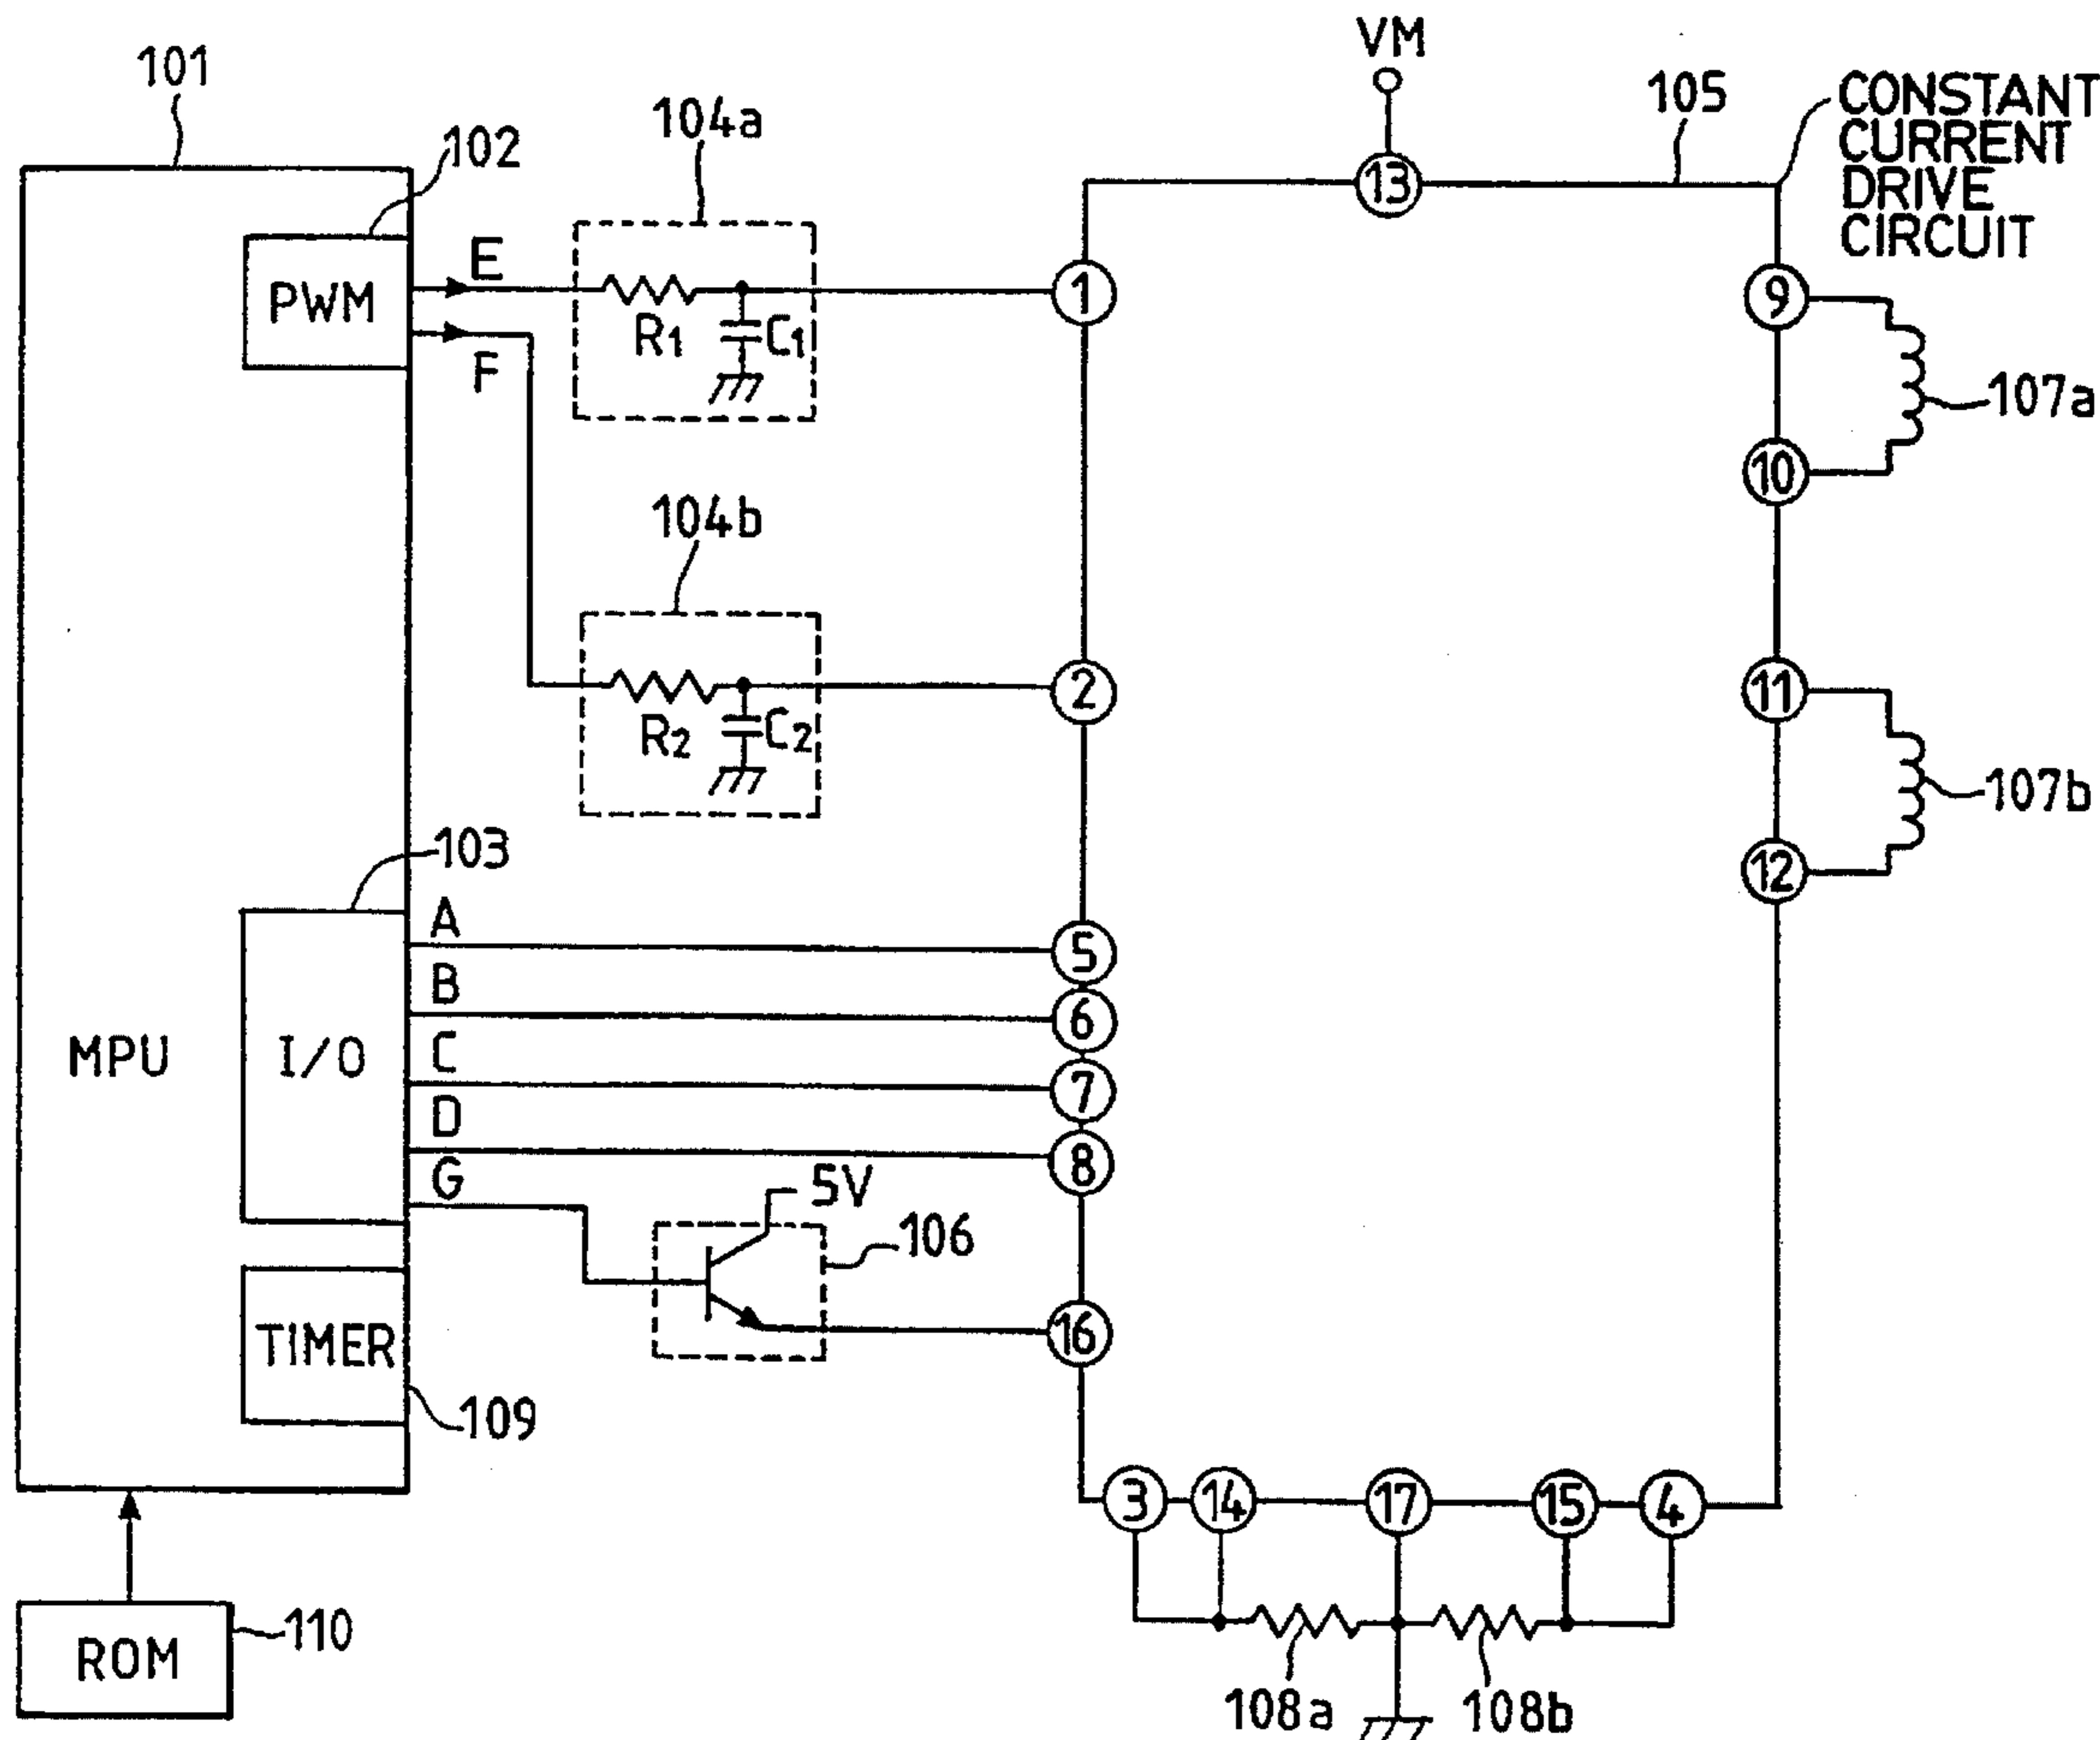 VM
101
104a
105
CONSTANT
CURRENT
DRIVE
CIRCUIT
102
13
E
PWM
R1
C1
1
9
F
107a
10
104b
2
11
R2
C2
107b
12
103
A
5
B
6
MPU
I/O
C
7
D
8
G
5V
106
16
TIMER
109
3
14
17
15
4
ROM
110
108a
108b